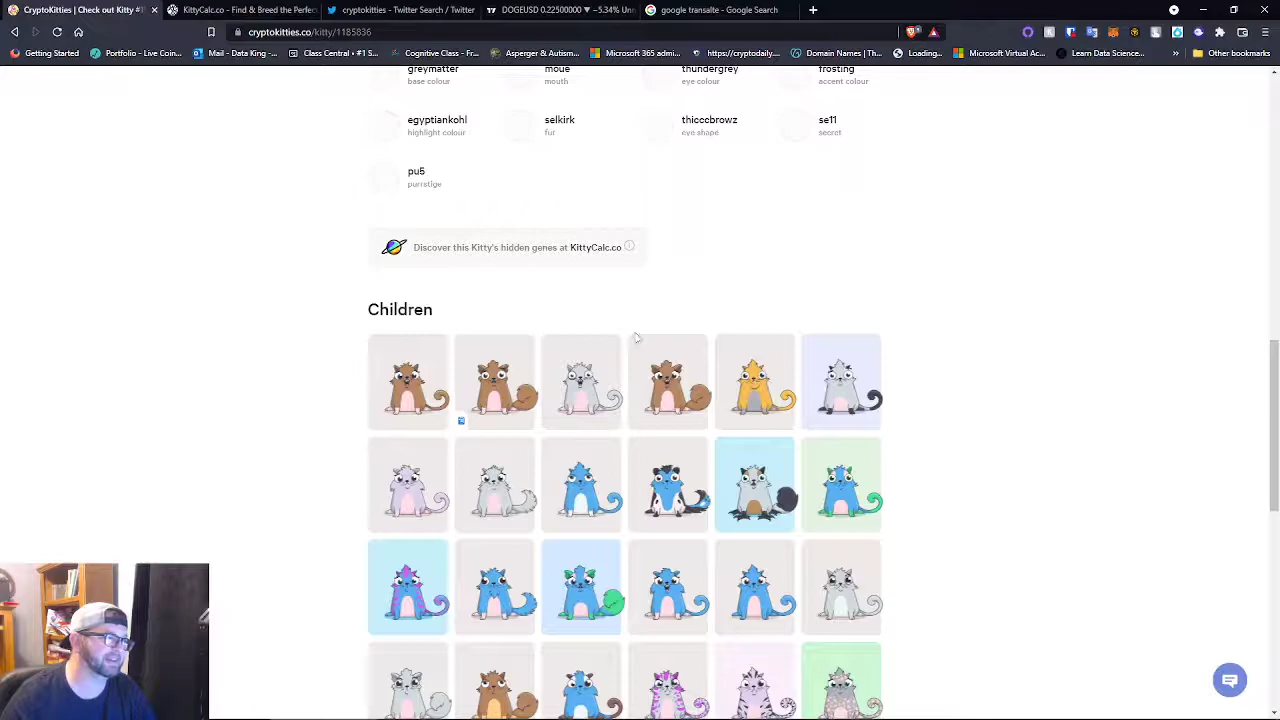 CryptoKitties | Check out Kitty #1
KittyCalc.co - Find & Breed the Perfec
cryptokitties - Twitter Search / Twitter
DOGEUSD 0.22500000 ▼ −5.34% Unn
google transalte - Google Search
cryptokitties.co/kitty/1185836
Getting Started
Portfolio - Live Coin...
Mail - Data King -...
Class Central • #1 S...
Cognitive Class - Fr...
Asperger & Autism...
Microsoft 365 admi...
https://cryptodaily...
Domain Names | Th...
Loading...
Microsoft Virtual Ac...
Learn Data Science...
Other bookmarks
greymatter
base colour
moue
mouth
thundergrey
eye colour
frosting
accent colour
egyptiankohl
highlight colour
selkirk
fur
thiccbrowz
eye shape
se11
secret
pu5
purrstige
Discover this Kitty's hidden genes at KittyCalc.co
Children